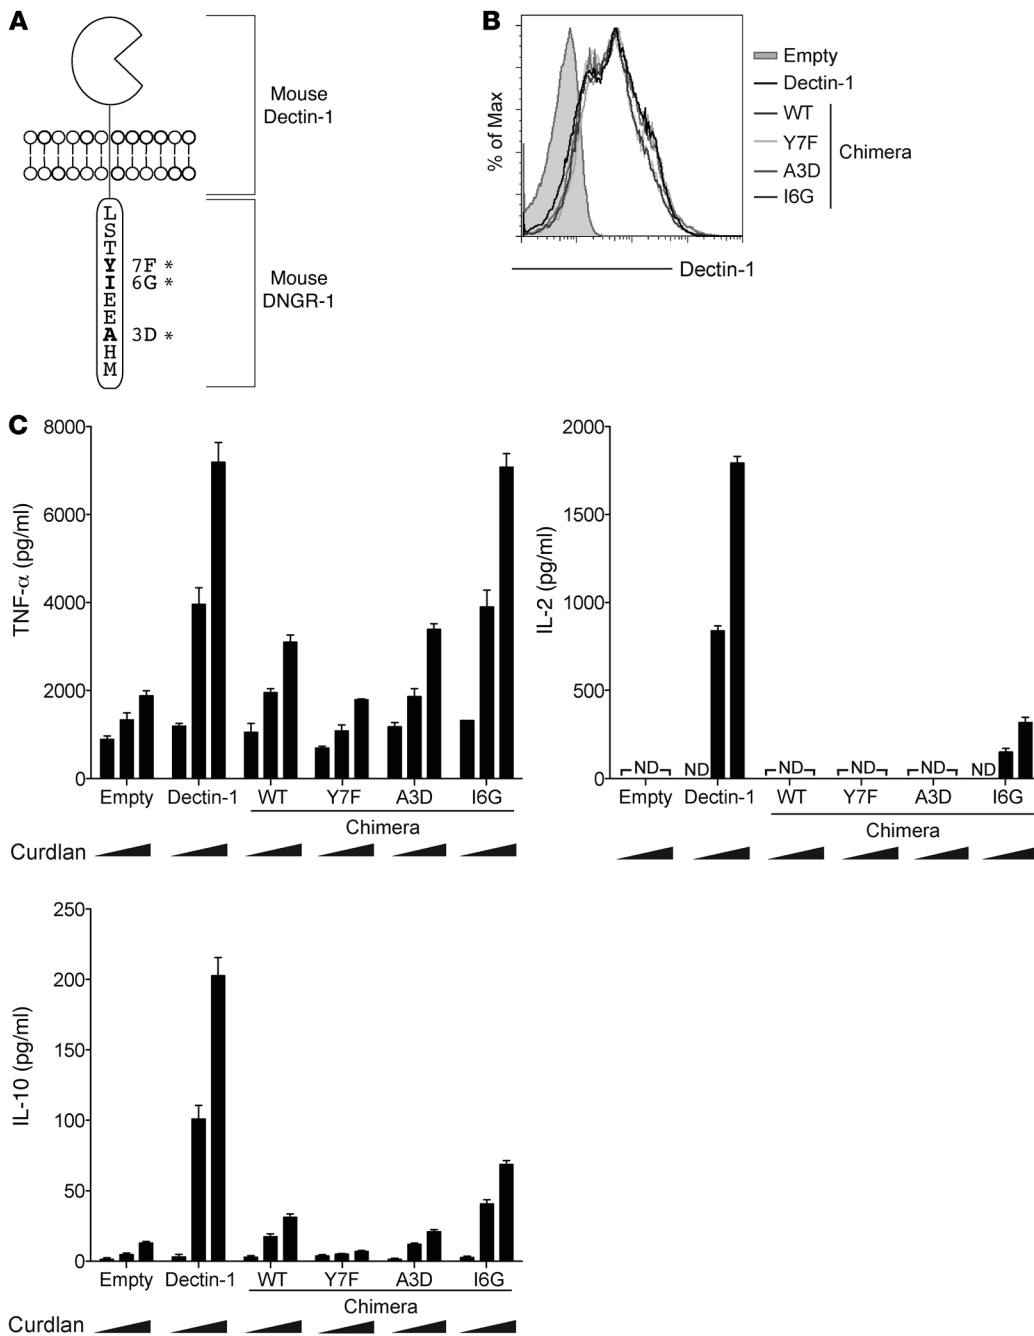 A
Mouse
Dectin-1
L
S
T
Y 7F *
I 6G *
E
E
A 3D *
H
M
Mouse
DNGR-1
B
% of Max
Dectin-1
Empty
Dectin-1
WT
Y7F
A3D
I6G
Chimera
C
TNF-α (pg/ml)
8000
6000
4000
2000
0
Empty Dectin-1 WT Y7F A3D I6G
Chimera
Curdlan
IL-2 (pg/ml)
2000
1500
1000
500
0
ND ND ND ND ND ND
Empty Dectin-1 WT Y7F A3D I6G
Chimera
IL-10 (pg/ml)
250
200
150
100
50
0
Empty Dectin-1 WT Y7F A3D I6G
Chimera
Curdlan